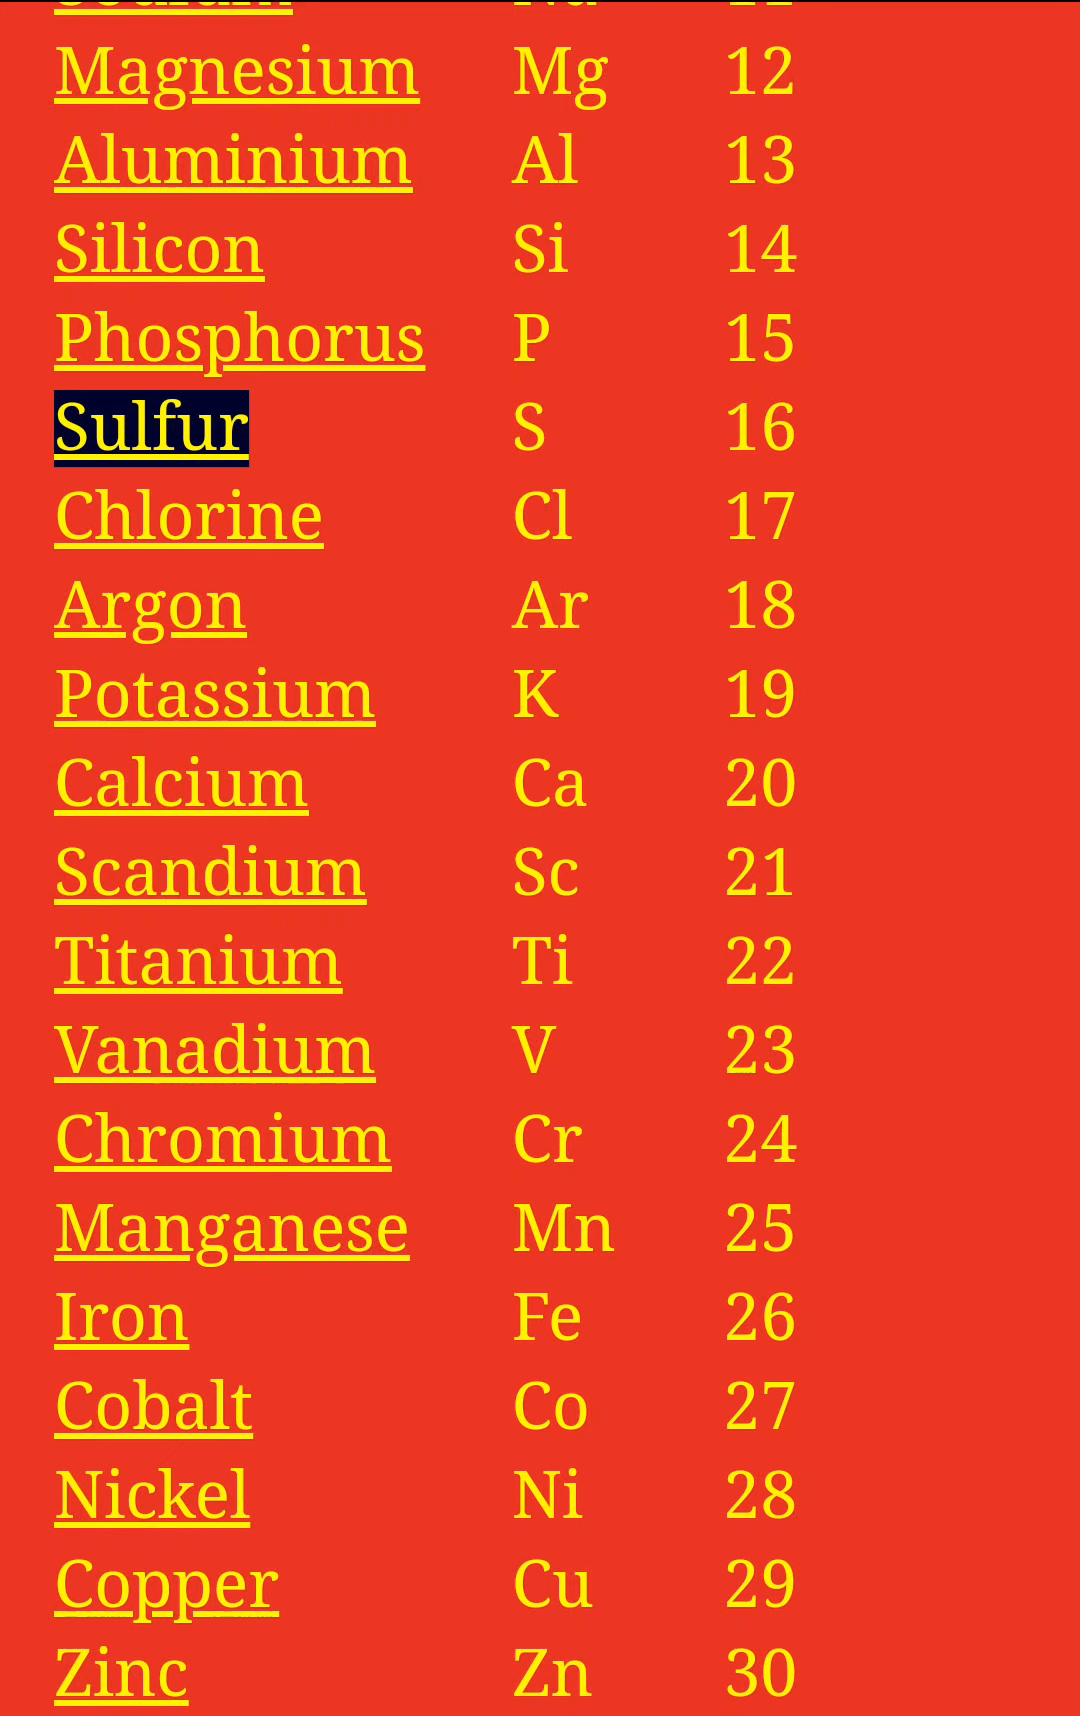 Magnesium Mg 12
Aluminium Al 13
Silicon Si 14
Phosphorus P 15
Sulfur S 16
Chlorine Cl 17
Argon Ar 18
Potassium K 19
Calcium Ca 20
Scandium Sc 21
Titanium Ti 22
Vanadium V 23
Chromium Cr 24
Manganese Mn 25
Iron Fe 26
Cobalt Co 27
Nickel Ni 28
Copper Cu 29
Zinc Zn 30